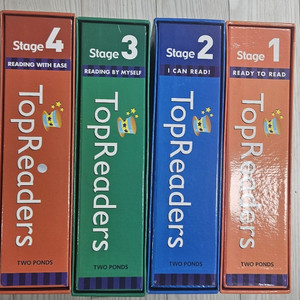 Stage 4
READING WITH EASE
TopReaders
TWO PONDS
Stage 3
READING BY MYSELF
TopReaders
TWO PONDS
Stage 2
I CAN READ!
TopReaders
TWO PONDS
Stage 1
READY TO READ
TopReaders
TWO PONDS